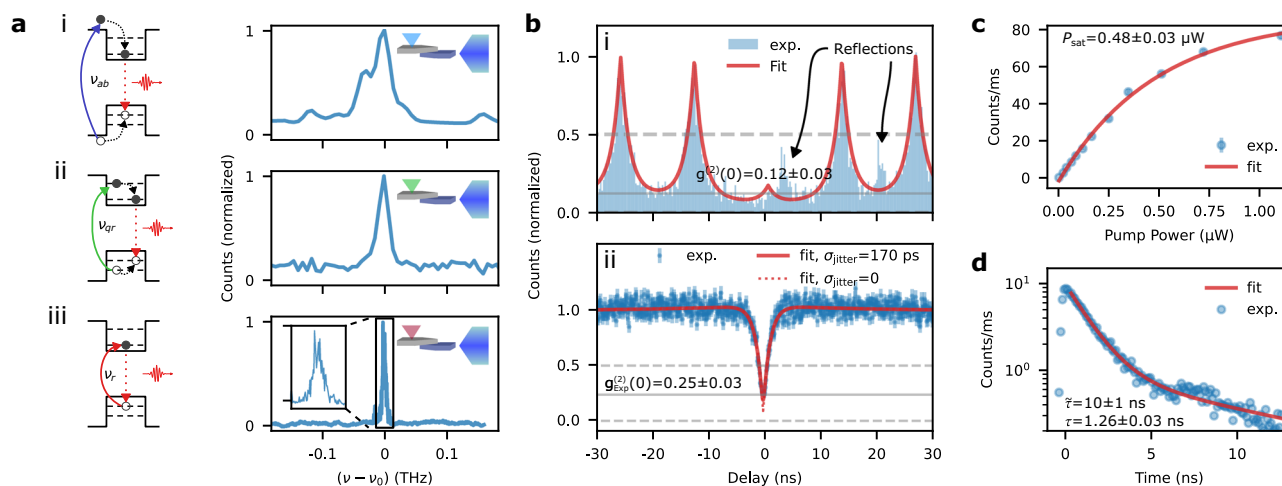 a
i
ν_ab
ii
ν_qr
iii
ν_r
Counts (normalized)
1
0
1
0
1
0
-0.1 0 0.1
(ν − ν₀) (THz)
b
i
exp.
Fit
Reflections
g⁽²⁾(0)=0.12±0.03
1.0
0.5
0.0
Counts (normalized)
ii
exp.
fit, σ_jitter=170 ps
fit, σ_jitter=0
g⁽²⁾_Exp(0)=0.25±0.03
1.0
0.5
0.0
-30 -20 -10 0 10 20 30
Delay (ns)
c
P_sat=0.48±0.03 µW
Counts/ms
80
60
40
20
0
exp.
fit
0.00 0.25 0.50 0.75 1.00
Pump Power (µW)
d
Counts/ms
10¹
10⁰
fit
exp.
τ̃=10±1 ns
τ=1.26±0.03 ns
0 5 10
Time (ns)